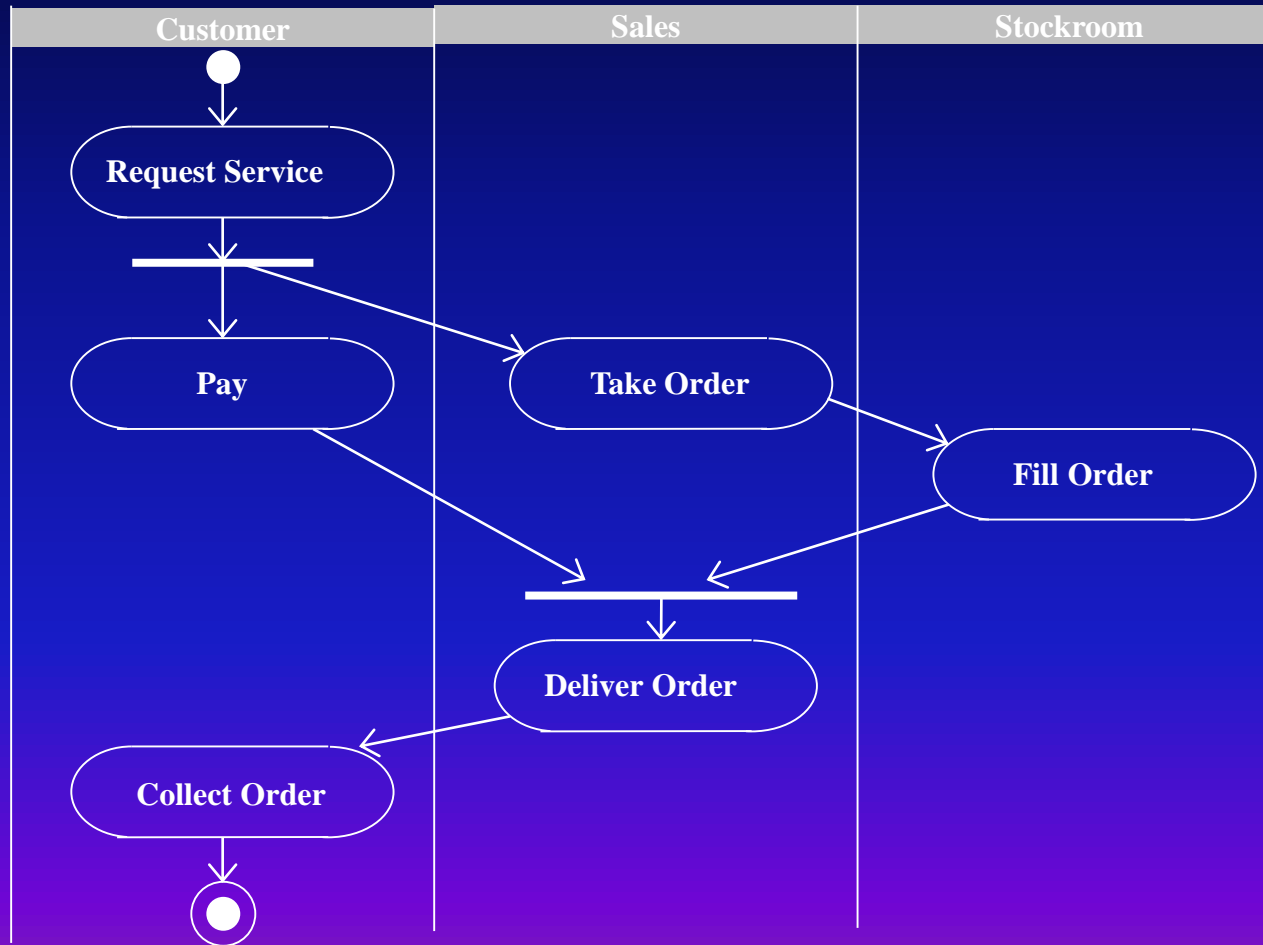 Customer
Sales
Stockroom
Request Service
Pay
Take Order
Fill Order
Deliver Order
Collect Order